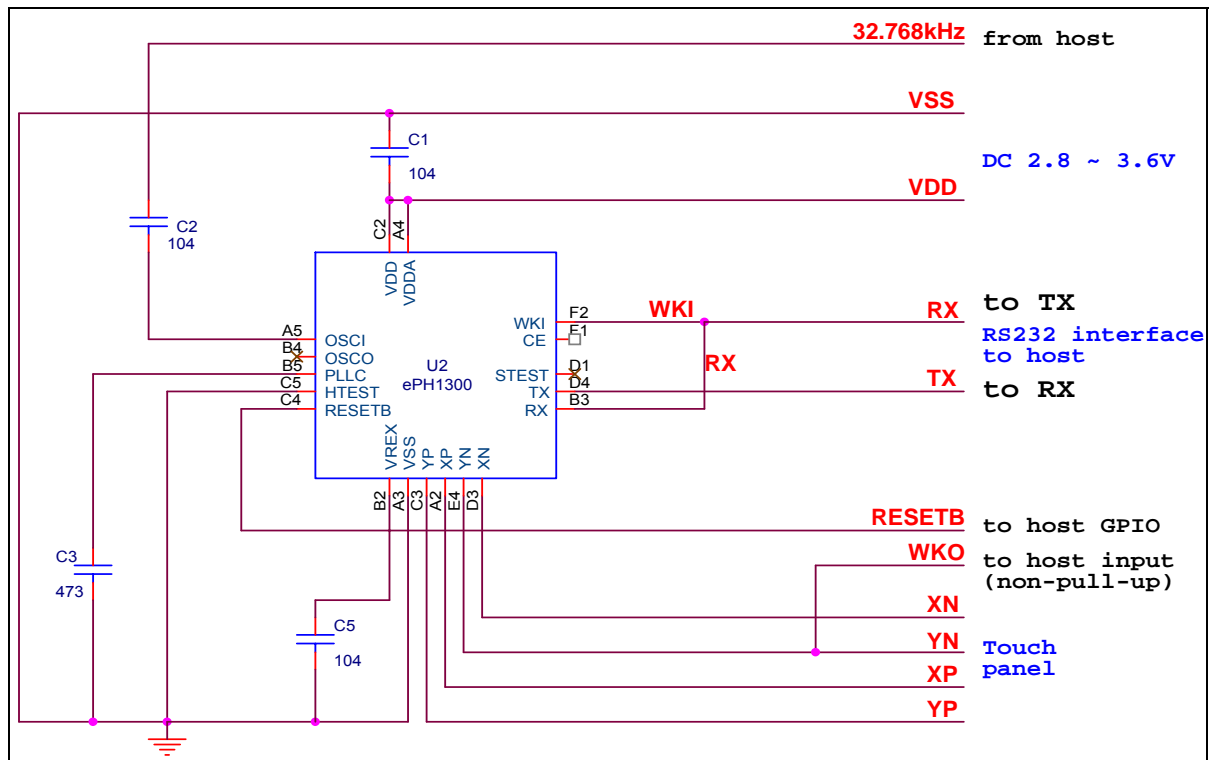 32.768kHz from host
VSS
C1
104
DC 2.8 ~ 3.6V
VDD
C2
104
C2 A4
VDD VDDA
A5 OSCI
B4 OSCO
B5 PLLC
C5 HTEST
C4 RESETB
U2
ePH1300
WKI F2
CE E1
STEST D1
TX D4
RX B3
WKI
RX
RX to TX
RS232 interface
to host
TX to RX
VREX VSS YP XP YN XN
B2 A3 C3 A2 E4 D3
RESETB to host GPIO
WKO to host input
(non-pull-up)
C3
473
C5
104
XN
YN Touch
panel
XP
YP